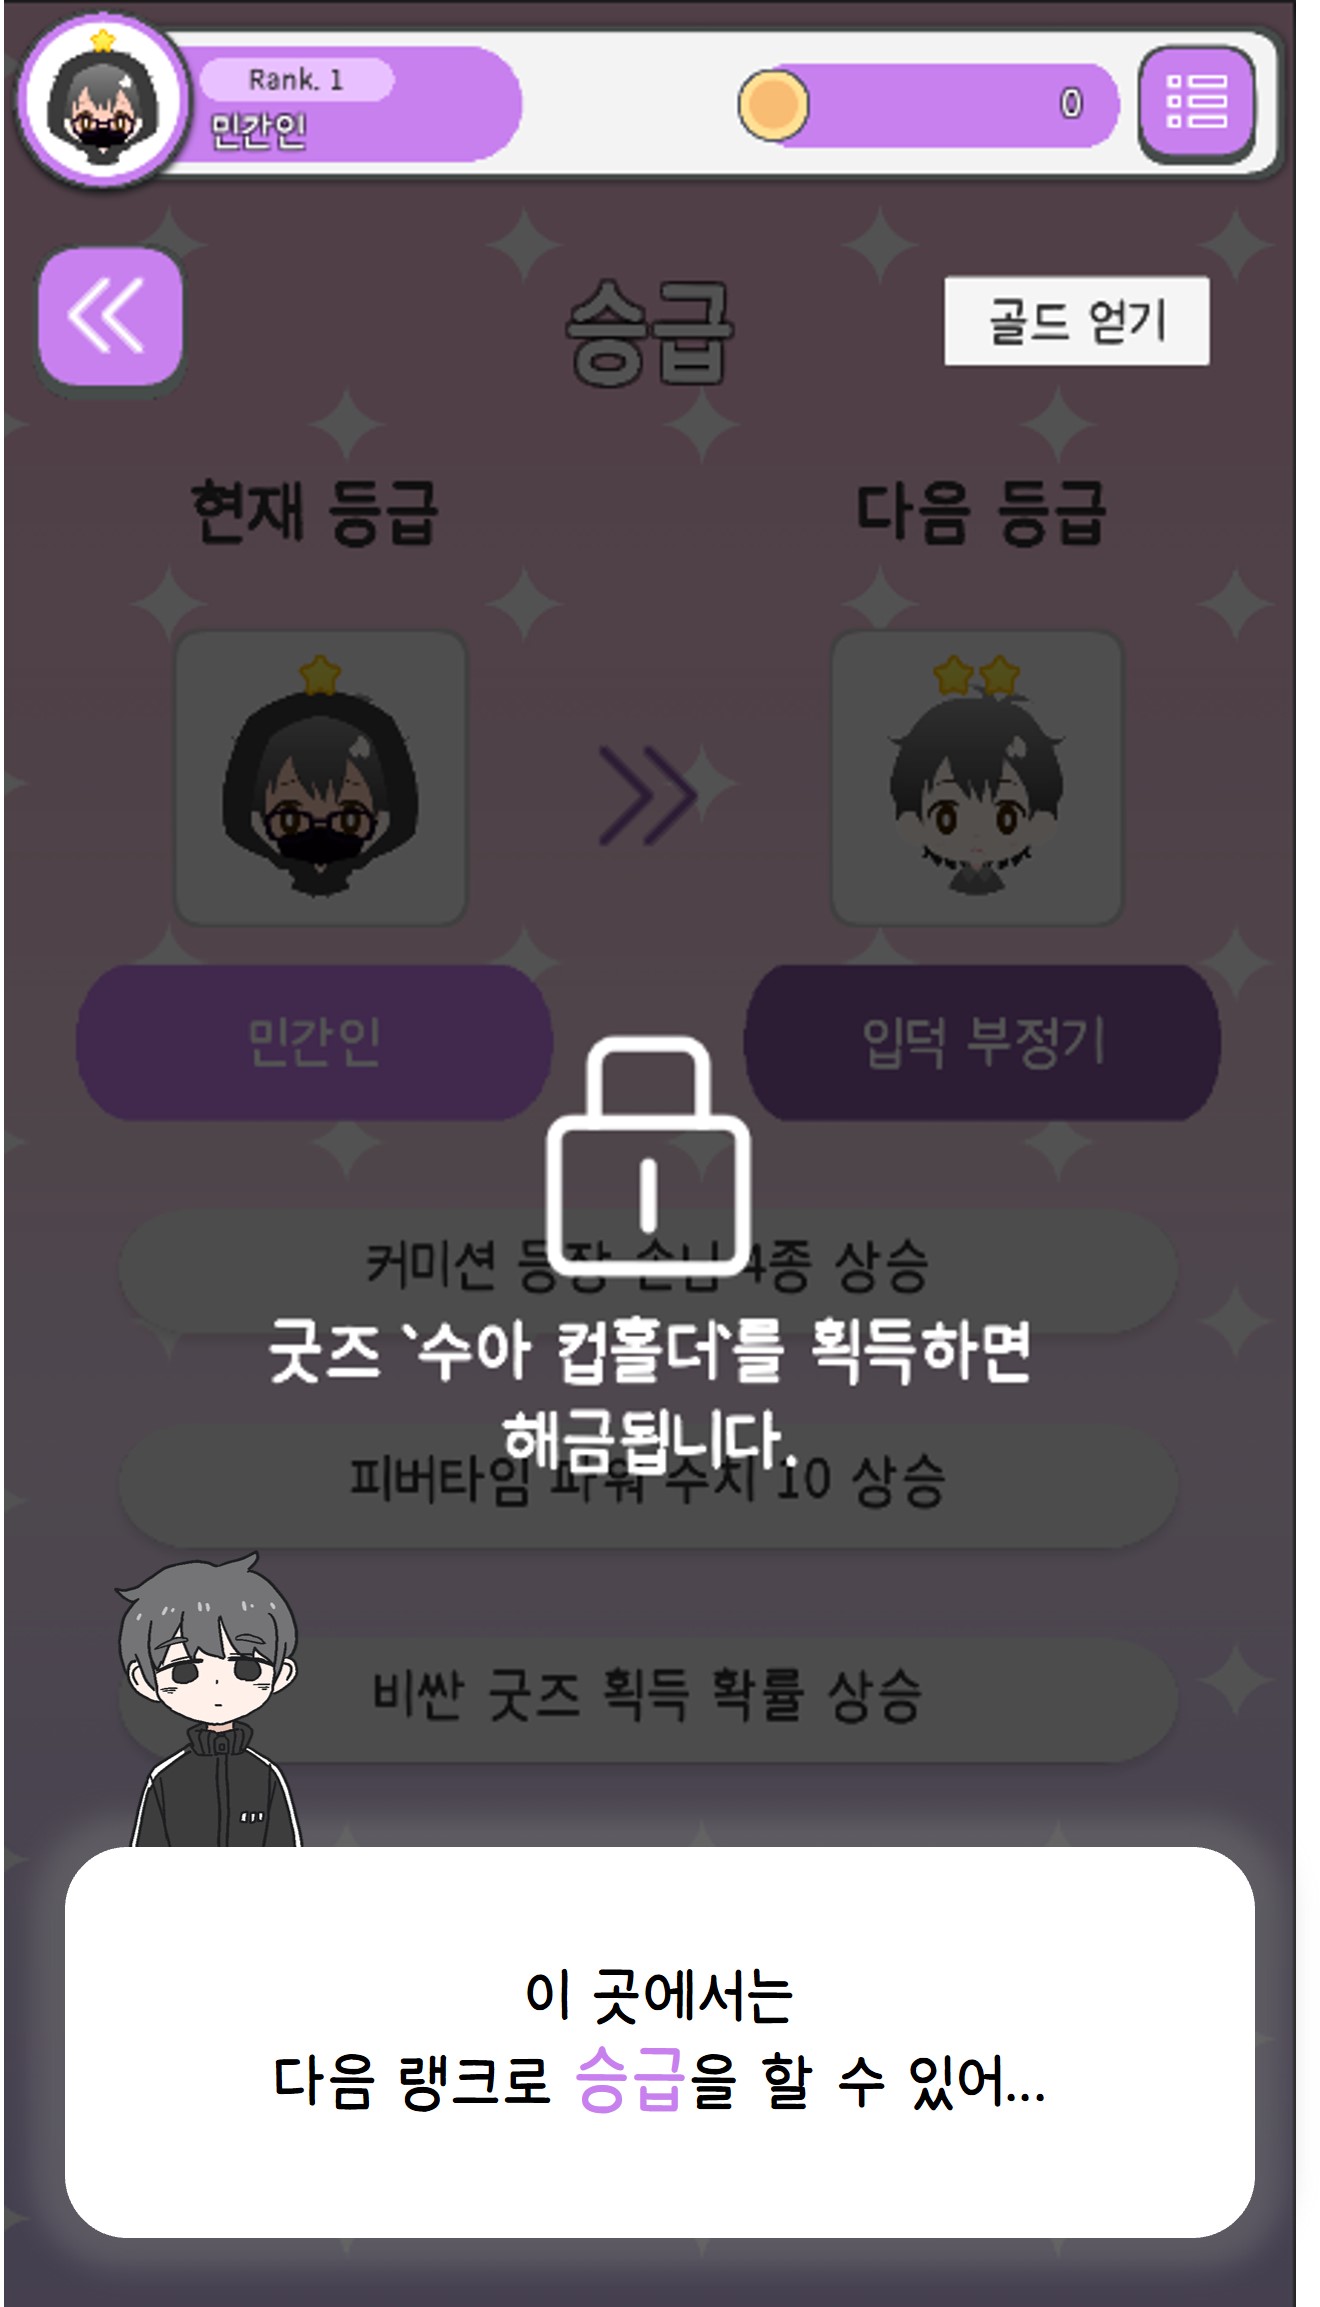 Rank. 1
민간인
0
승급
골드 얻기
현재 등급
다음 등급
민간인
입덕 부정기
커미션 등장 손님 4종 상승
굿즈 `수아 컵홀더`를 획득하면
해금됩니다.
피버타임 파워 수치 10 상승
비싼 굿즈 획득 확률 상승
이 곳에서는
다음 랭크로 승급을 할 수 있어...